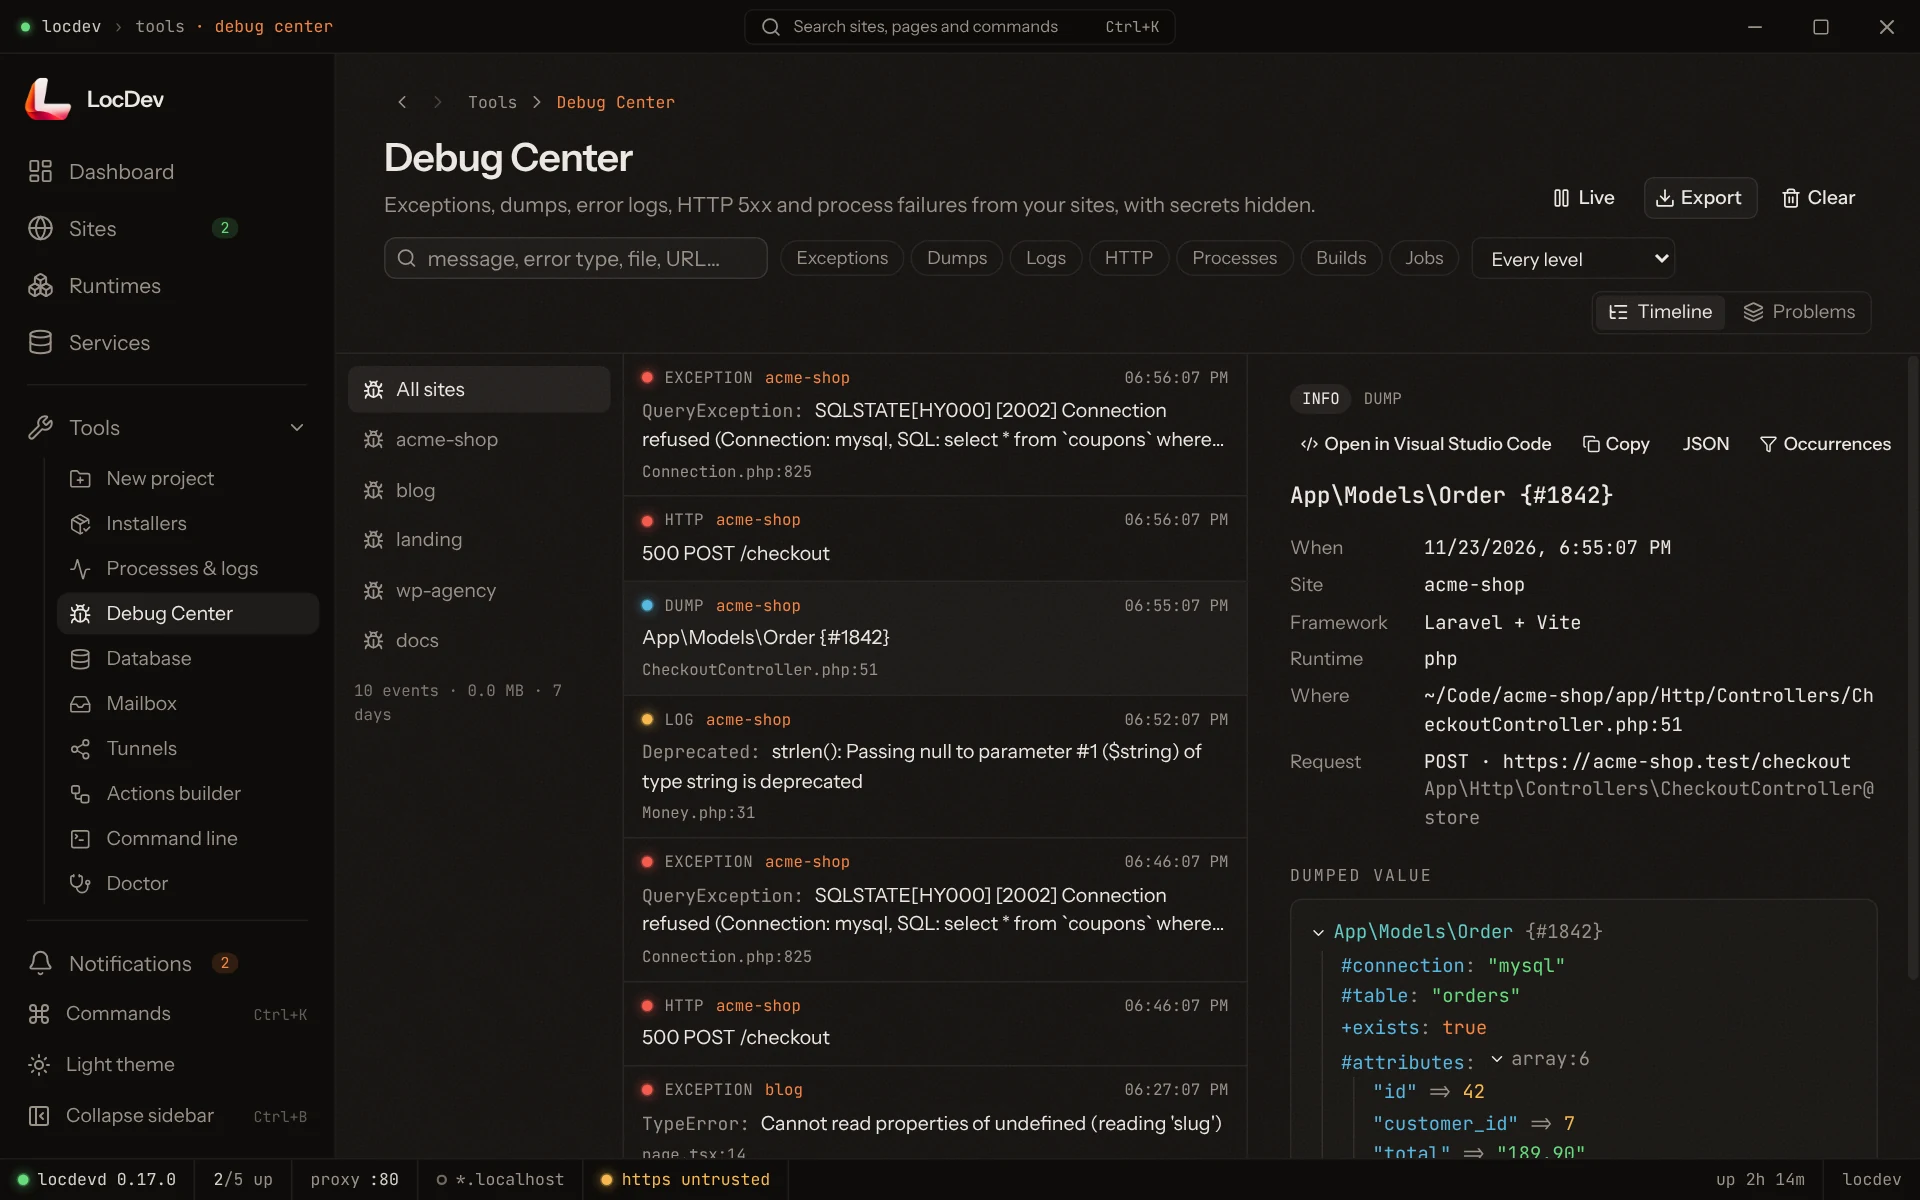 locdev › tools · debug center
Search sites, pages and commands Ctrl+K
LocDev
Dashboard
Sites 2
Runtimes
Services
Tools
New project
Installers
Processes & logs
Debug Center
Database
Mailbox
Tunnels
Actions builder
Command line
Doctor
Notifications 2
Commands Ctrl+K
Light theme
Collapse sidebar Ctrl+B
Tools > Debug Center
Debug Center
Exceptions, dumps, error logs, HTTP 5xx and process failures from your sites, with secrets hidden.
Live Export Clear
message, error type, file, URL... Exceptions Dumps Logs HTTP Processes Builds Jobs Every level
Timeline Problems
All sites
acme-shop
blog
landing
wp-agency
docs
10 events · 0.0 MB · 7
days
EXCEPTION acme-shop 06:56:07 PM
QueryException: SQLSTATE[HY000] [2002] Connection
refused (Connection: mysql, SQL: select * from `coupons` where...
Connection.php:825
HTTP acme-shop 06:56:07 PM
500 POST /checkout
DUMP acme-shop 06:55:07 PM
App\Models\Order {#1842}
CheckoutController.php:51
LOG acme-shop 06:52:07 PM
Deprecated: strlen(): Passing null to parameter #1 ($string) of
type string is deprecated
Money.php:31
EXCEPTION acme-shop 06:46:07 PM
QueryException: SQLSTATE[HY000] [2002] Connection
refused (Connection: mysql, SQL: select * from `coupons` where...
Connection.php:825
HTTP acme-shop 06:46:07 PM
500 POST /checkout
EXCEPTION blog 06:27:07 PM
TypeError: Cannot read properties of undefined (reading 'slug')
page.tsx:14
INFO DUMP
Open in Visual Studio Code Copy JSON Occurrences
App\Models\Order {#1842}
When 11/23/2026, 6:55:07 PM
Site acme-shop
Framework Laravel + Vite
Runtime php
Where ~/Code/acme-shop/app/Http/Controllers/Ch
eckoutController.php:51
Request POST · https://acme-shop.test/checkout
App\Http\Controllers\CheckoutController@
store
DUMPED VALUE
App\Models\Order {#1842}
#connection: "mysql"
#table: "orders"
+exists: true
#attributes: array:6
"id" => 42
"customer_id" => 7
"total" => "189.90"
locdevd 0.17.0 2/5 up proxy :80 *.localhost https untrusted up 2h 14m locdev